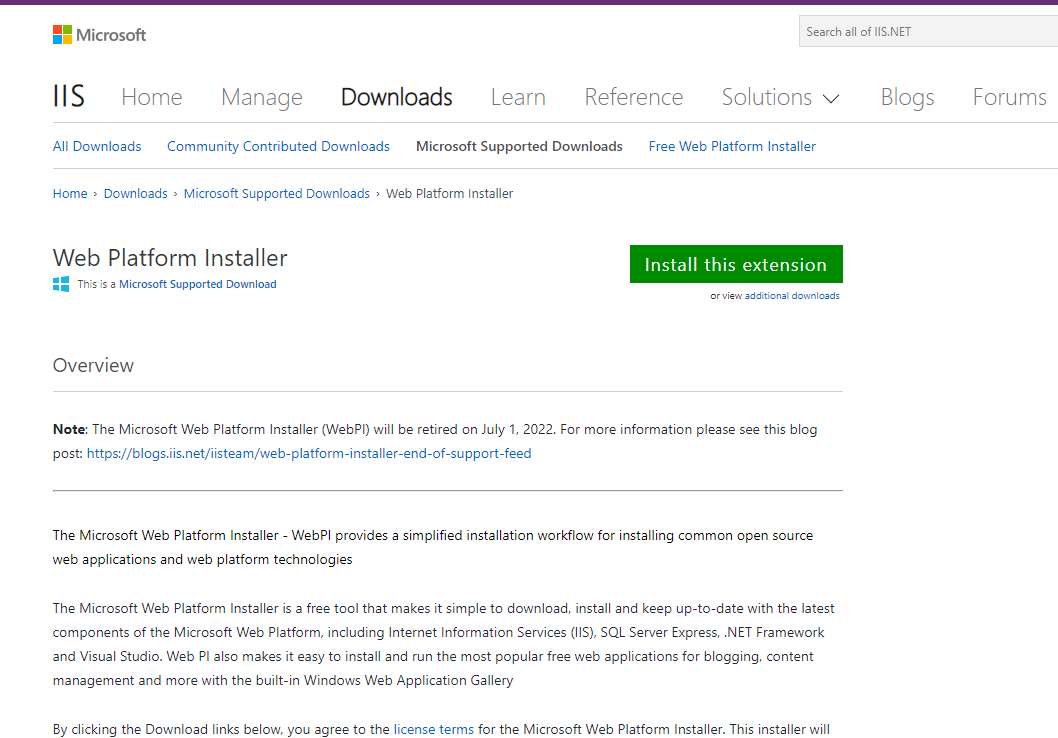 Microsoft
Search all of IIS.NET
IIS Home Manage Downloads Learn Reference Solutions Blogs Forums
All Downloads Community Contributed Downloads Microsoft Supported Downloads Free Web Platform Installer
Home › Downloads › Microsoft Supported Downloads › Web Platform Installer
Web Platform Installer
This is a Microsoft Supported Download
Install this extension
or view additional downloads
Overview
Note: The Microsoft Web Platform Installer (WebPI) will be retired on July 1, 2022. For more information please see this blog
post: https://blogs.iis.net/iisteam/web-platform-installer-end-of-support-feed
The Microsoft Web Platform Installer - WebPI provides a simplified installation workflow for installing common open source
web applications and web platform technologies
The Microsoft Web Platform Installer is a free tool that makes it simple to download, install and keep up-to-date with the latest
components of the Microsoft Web Platform, including Internet Information Services (IIS), SQL Server Express, .NET Framework
and Visual Studio. Web PI also makes it easy to install and run the most popular free web applications for blogging, content
management and more with the built-in Windows Web Application Gallery
By clicking the Download links below, you agree to the license terms for the Microsoft Web Platform Installer. This installer will